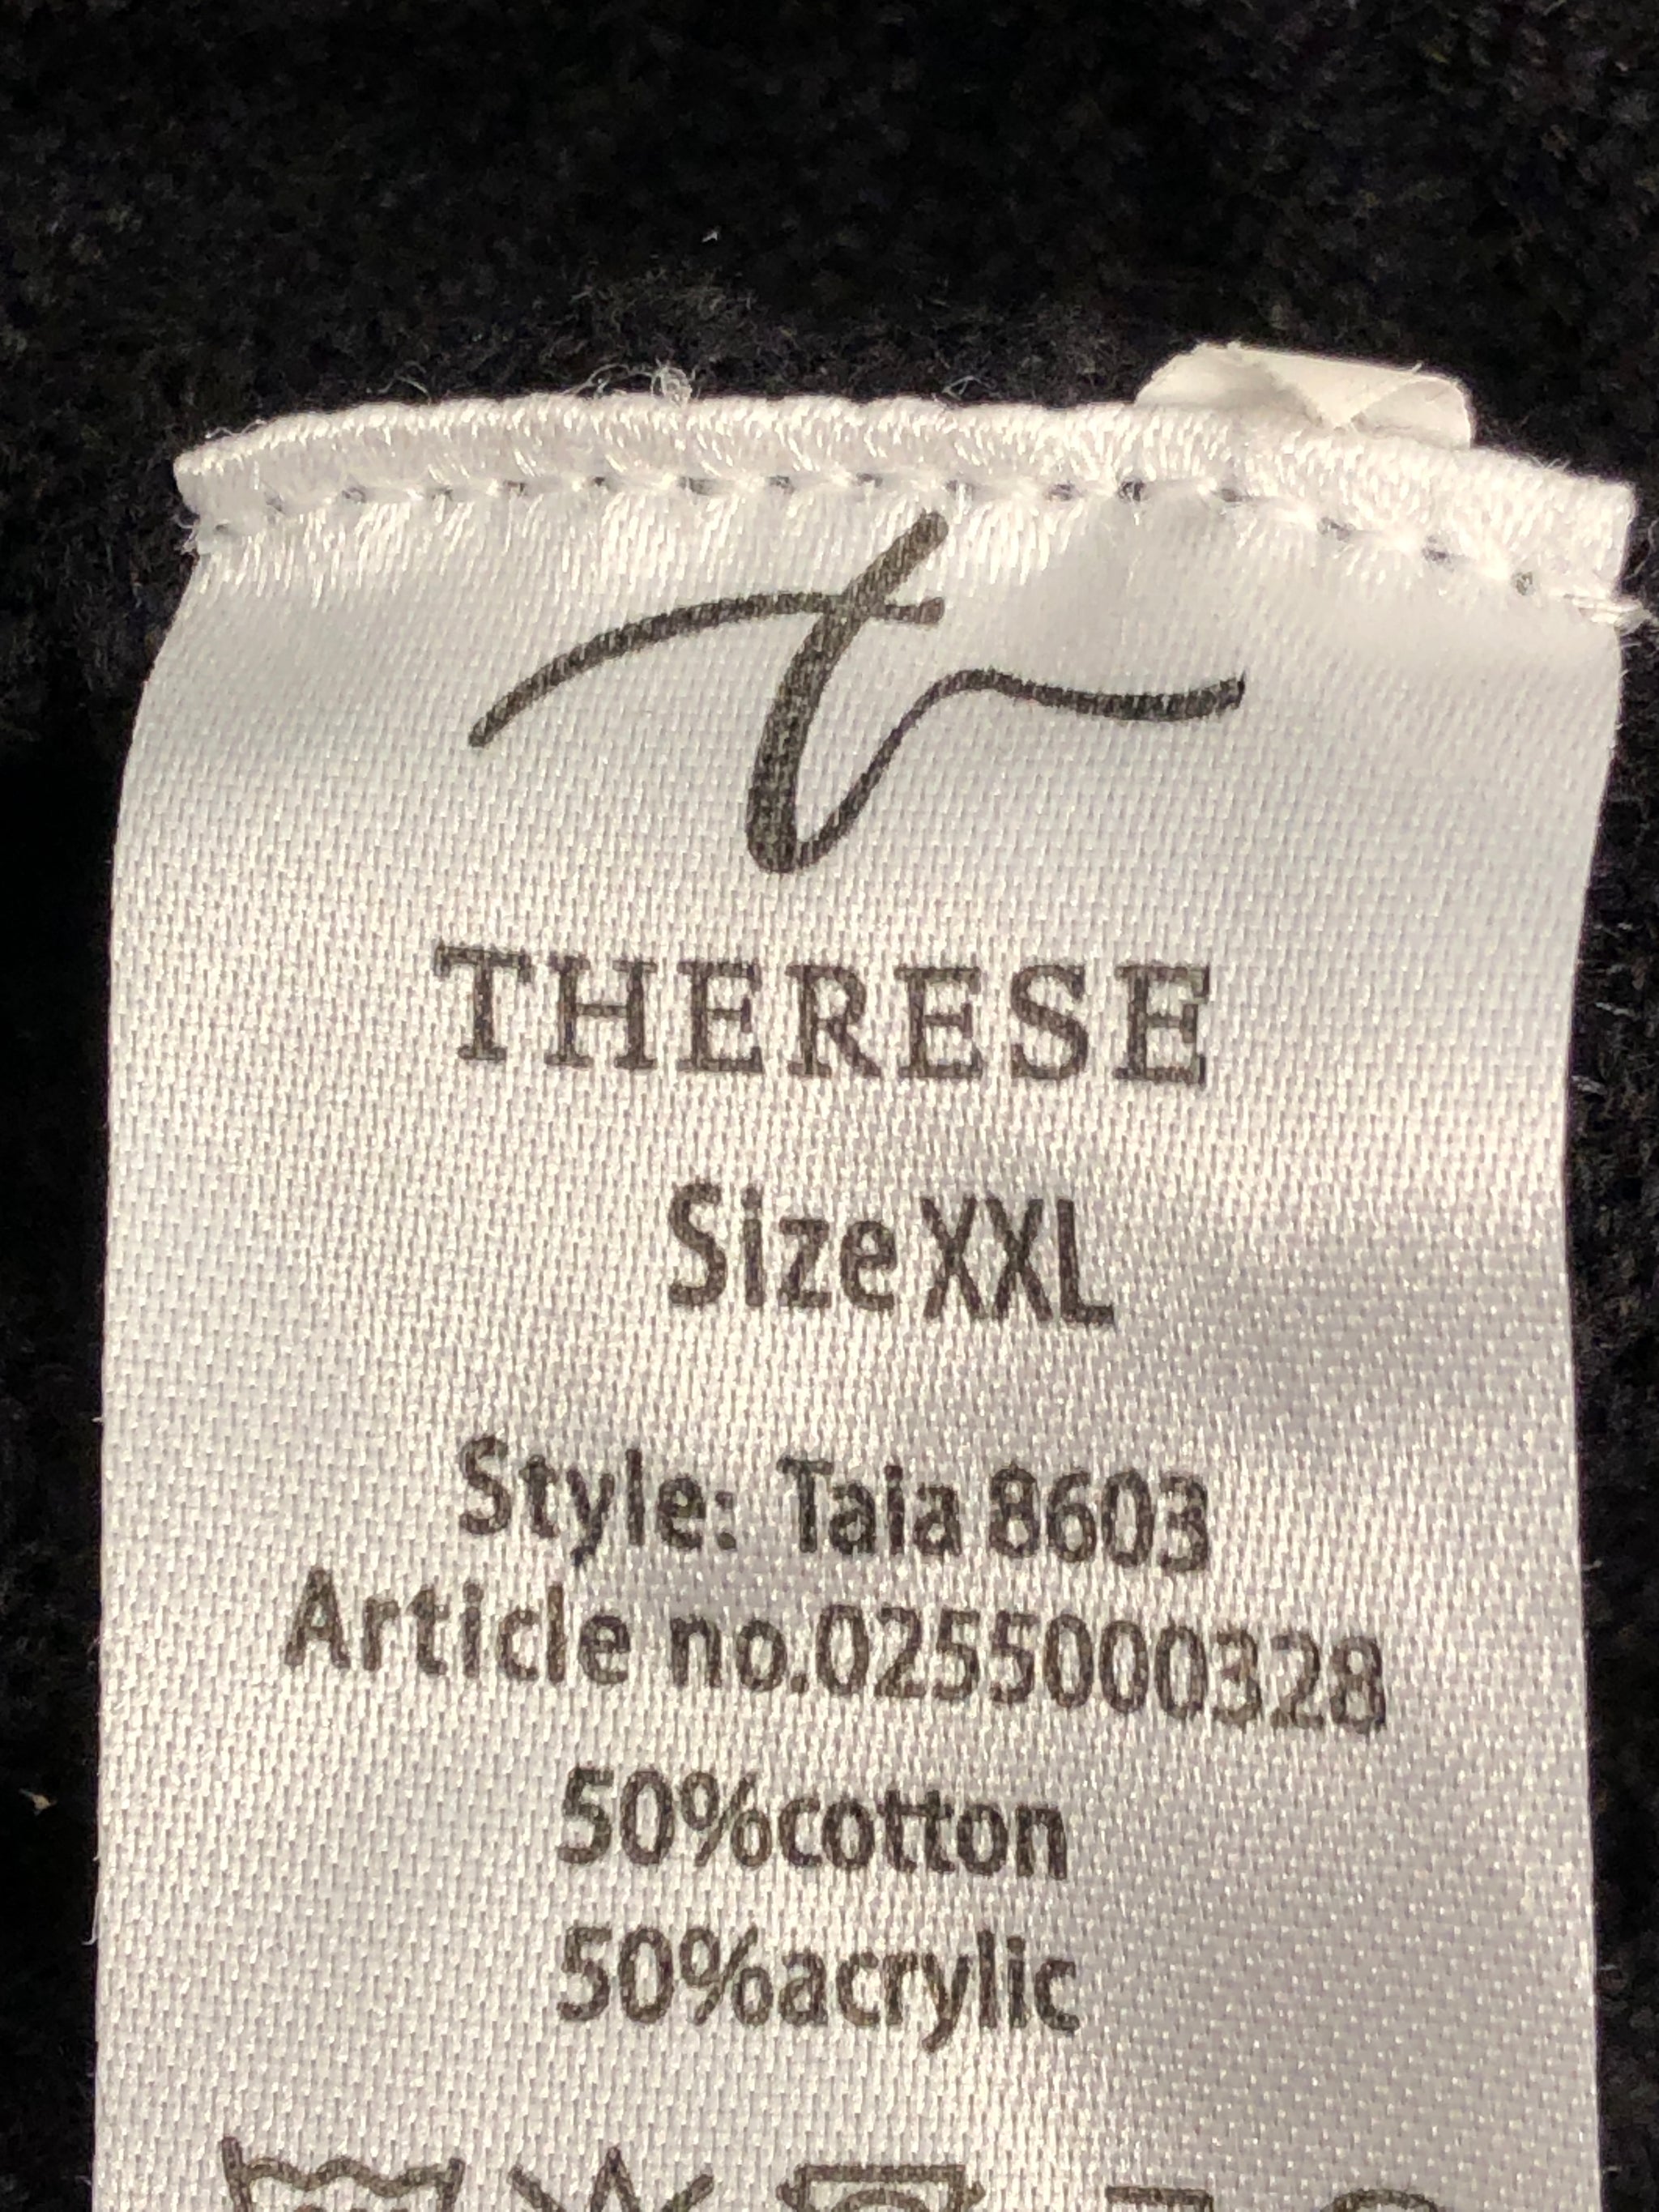 t
THERESE
Size XXL
Style: Taia 8603
Article no.0255000328
50%cotton
50%acrylic